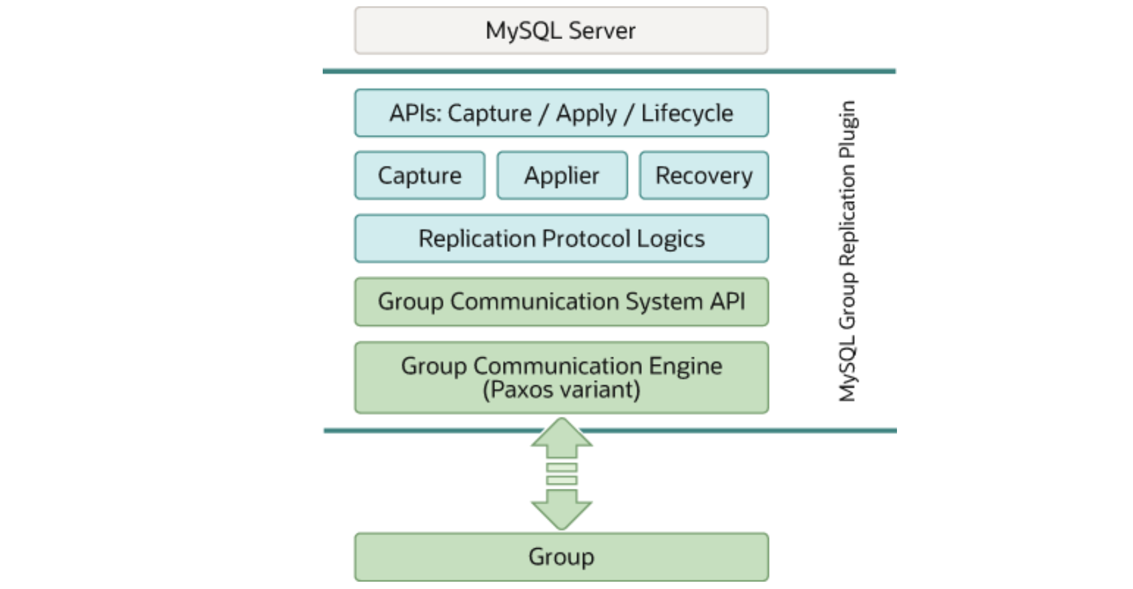 MySQL Server
APIs: Capture / Apply / Lifecycle
Capture
Applier
Recovery
Replication Protocol Logics
Group Communication System API
Group Communication Engine
(Paxos variant)
MySQL Group Replication Plugin
Group